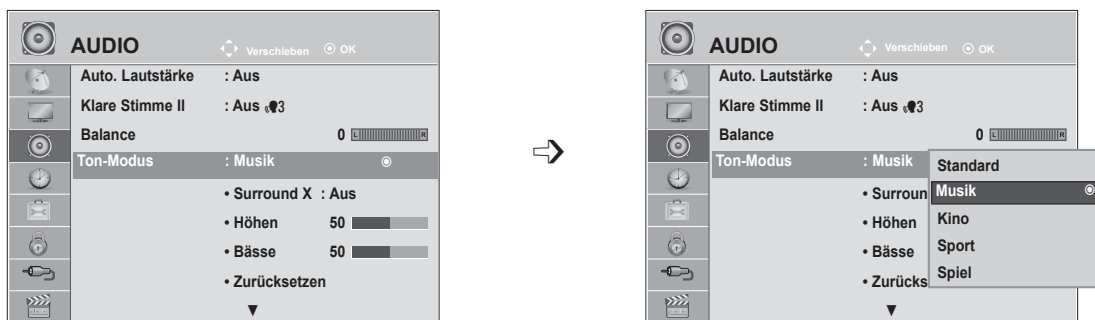 AUDIO Verschieben OK
Auto. Lautstärke : Aus
Klare Stimme II : Aus 3
Balance 0 L R
Ton-Modus : Musik
• Surround X : Aus
• Höhen 50
• Bässe 50
• Zurücksetzen
▼
AUDIO Verschieben OK
Auto. Lautstärke : Aus
Klare Stimme II : Aus 3
Balance 0 L R
Ton-Modus : Musik
• Surroun
• Höhen
• Bässe
• Zurücks
▼
Standard
Musik
Kino
Sport
Spiel